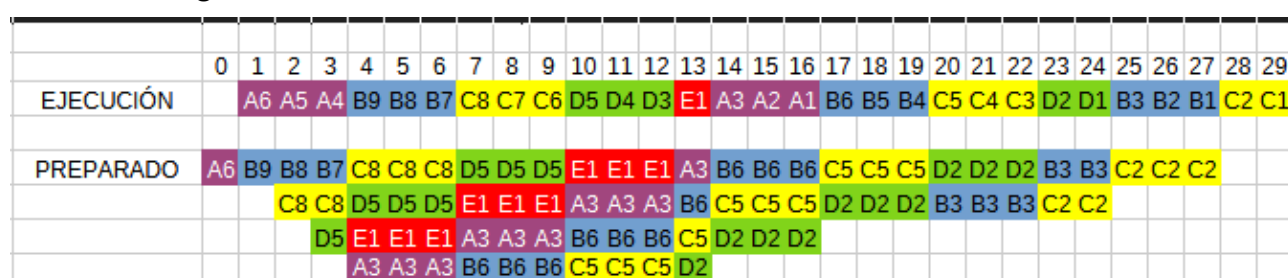 0 1 2 3 4 5 6 7 8 9 10 11 12 13 14 15 16 17 18 19 20 21 22 23 24 25 26 27 28 29
EJECUCIÓN A6 A5 A4 B9 B8 B7 C8 C7 C6 D5 D4 D3 E1 A3 A2 A1 B6 B5 B4 C5 C4 C3 D2 D1 B3 B2 B1 C2 C1
PREPARADO A6 B9 B8 B7 C8 C8 C8 D5 D5 D5 E1 E1 E1 A3 B6 B6 B6 C5 C5 C5 D2 D2 D2 B3 B3 C2 C2 C2
C8 C8 D5 D5 D5 E1 E1 E1 A3 A3 A3 B6 C5 C5 C5 D2 D2 D2 B3 B3 B3 C2 C2
D5 E1 E1 E1 A3 A3 A3 B6 B6 B6 C5 D2 D2 D2
A3 A3 A3 B6 B6 B6 C5 C5 C5 D2